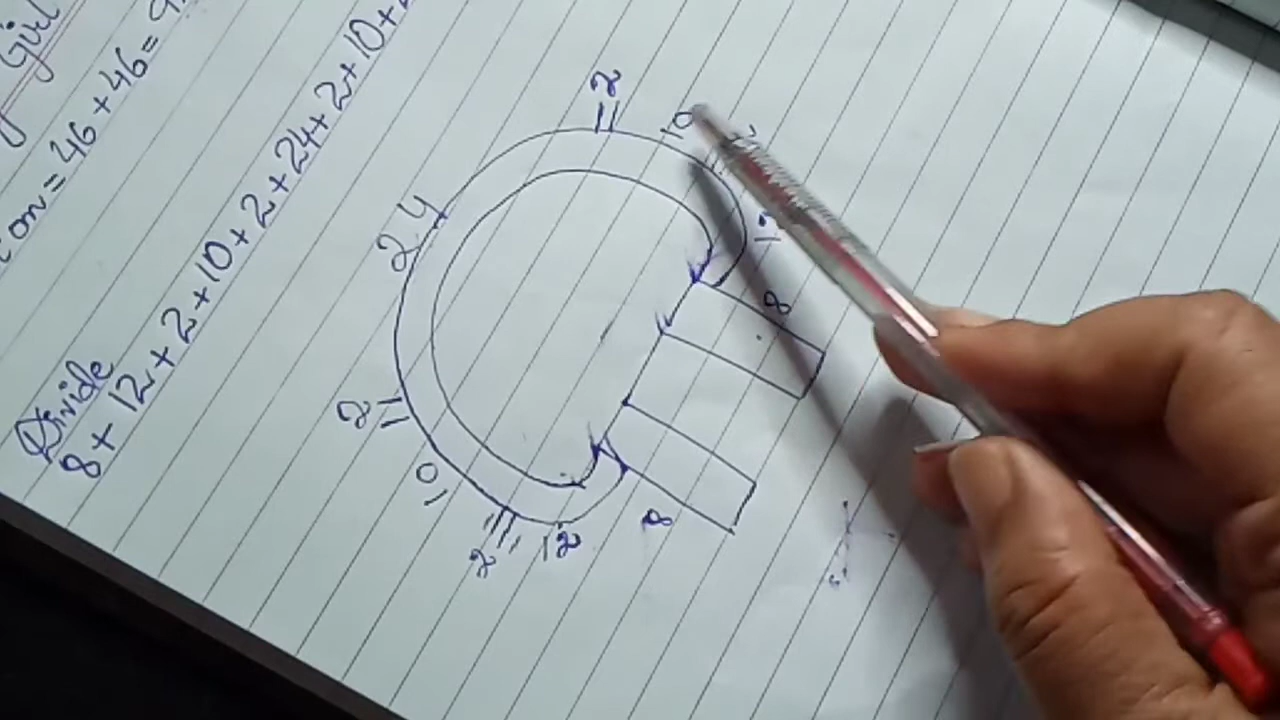 Girl
on = 46 + 46 =
Divide
8 + 12 + 2 + 10 + 2 + 24 + 2 + 10 +
2
10
12
24
8
2
10
2
12
8